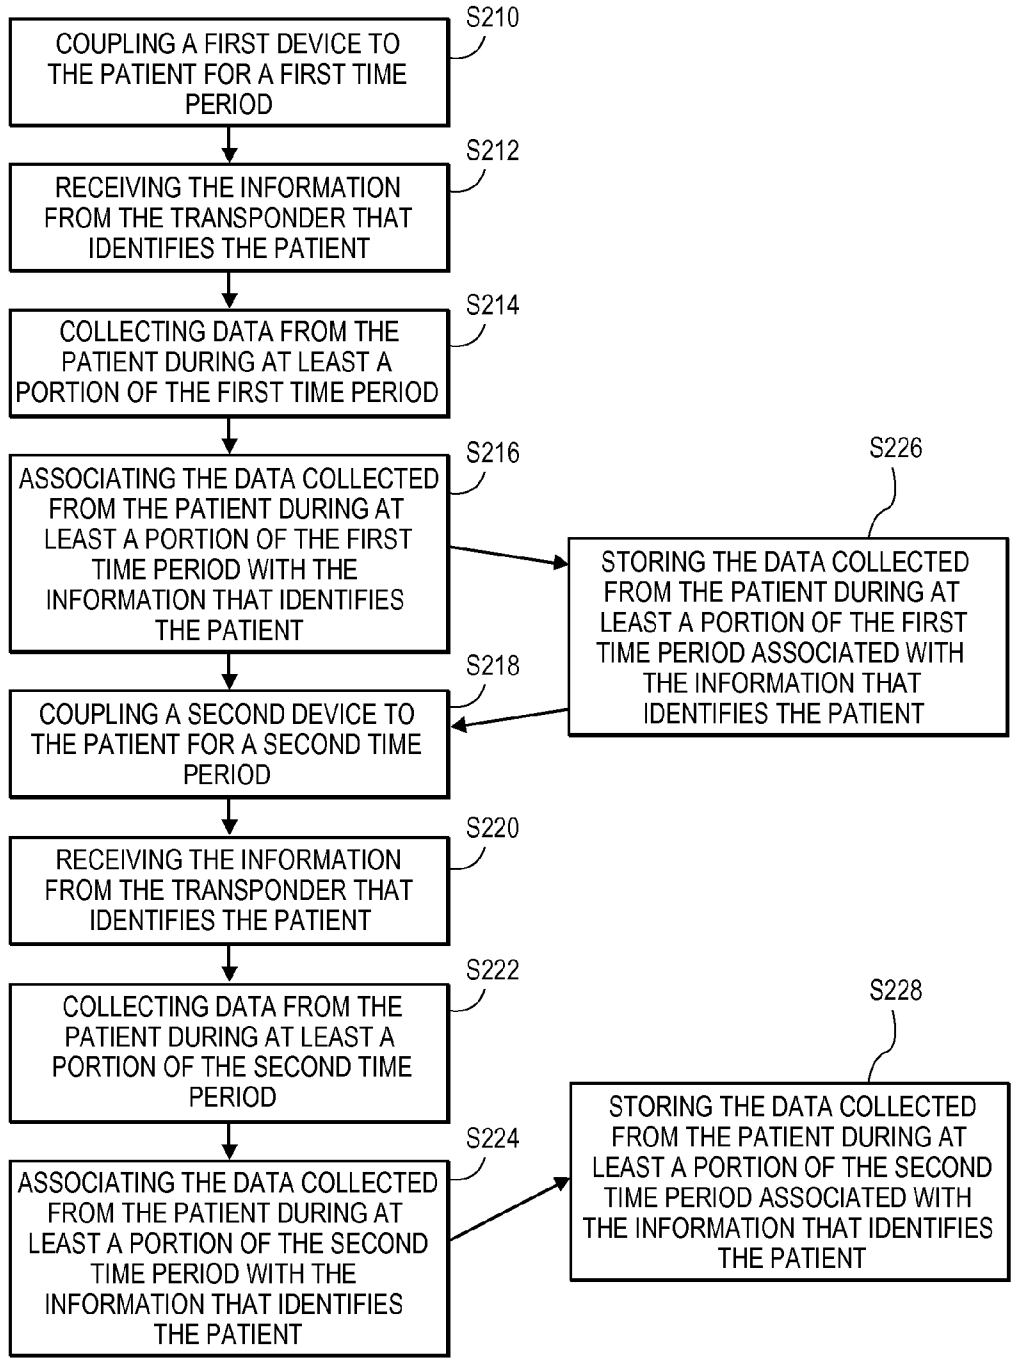 S210
COUPLING A FIRST DEVICE TO
THE PATIENT FOR A FIRST TIME
PERIOD
S212
RECEIVING THE INFORMATION
FROM THE TRANSPONDER THAT
IDENTIFIES THE PATIENT
S214
COLLECTING DATA FROM THE
PATIENT DURING AT LEAST A
PORTION OF THE FIRST TIME PERIOD
S216
ASSOCIATING THE DATA COLLECTED
FROM THE PATIENT DURING AT
LEAST A PORTION OF THE FIRST
TIME PERIOD WITH THE
INFORMATION THAT IDENTIFIES
THE PATIENT
S226
STORING THE DATA COLLECTED
FROM THE PATIENT DURING AT
LEAST A PORTION OF THE FIRST
TIME PERIOD ASSOCIATED WITH
THE INFORMATION THAT
IDENTIFIES THE PATIENT
S218
COUPLING A SECOND DEVICE TO
THE PATIENT FOR A SECOND TIME
PERIOD
S220
RECEIVING THE INFORMATION
FROM THE TRANSPONDER THAT
IDENTIFIES THE PATIENT
S222
COLLECTING DATA FROM THE
PATIENT DURING AT LEAST A
PORTION OF THE SECOND TIME
PERIOD
S224
ASSOCIATING THE DATA COLLECTED
FROM THE PATIENT DURING AT
LEAST A PORTION OF THE SECOND
TIME PERIOD WITH THE
INFORMATION THAT IDENTIFIES
THE PATIENT
S228
STORING THE DATA COLLECTED
FROM THE PATIENT DURING AT
LEAST A PORTION OF THE SECOND
TIME PERIOD ASSOCIATED WITH
THE INFORMATION THAT IDENTIFIES
THE PATIENT